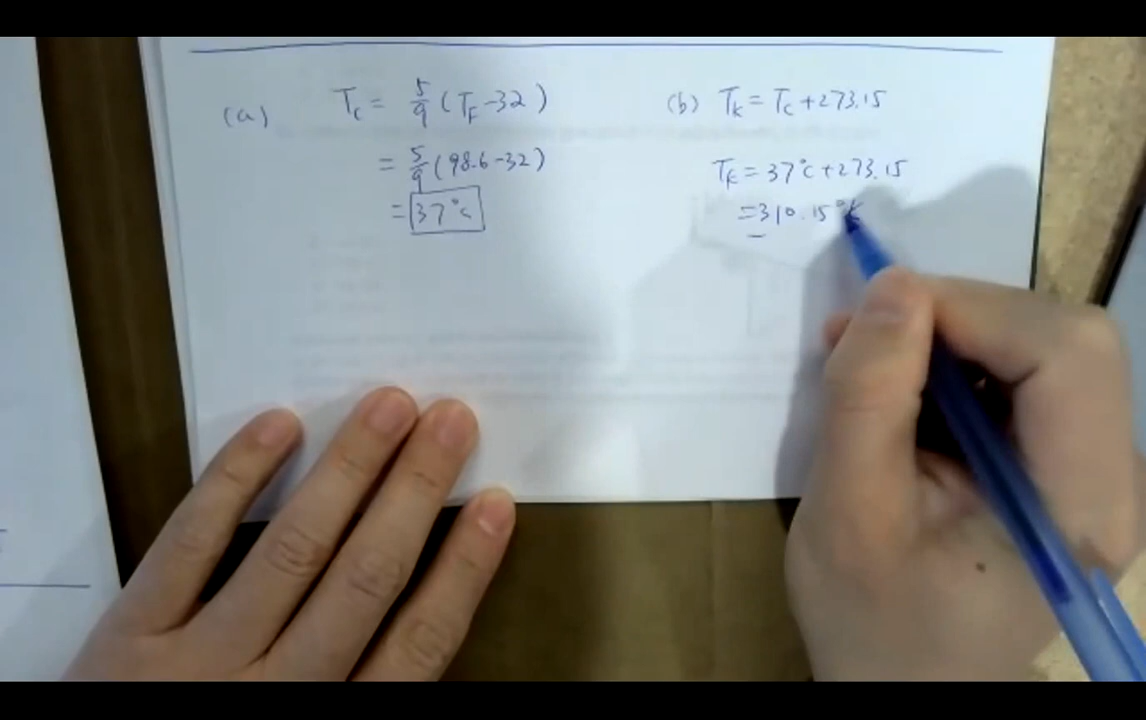 (a) T_C = 5/9 (T_F - 32)
= 5/9 (98.6 - 32)
= 37°C
(b) T_K = T_C + 273.15
T_K = 37°C + 273.15
= 310.15°K